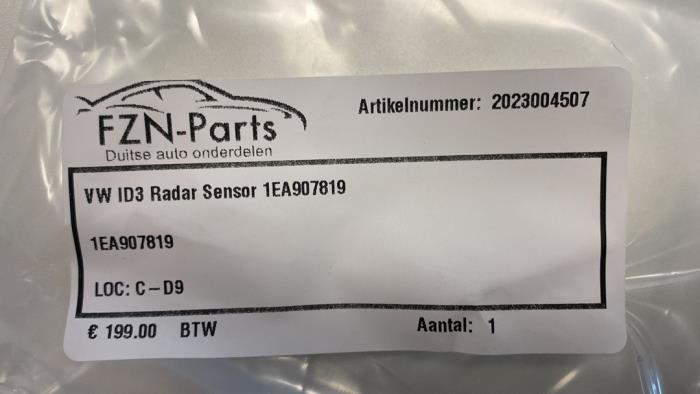 Artikelnummer: 2023004507
FZN-Parts
Duitse auto onderdelen
VW ID3 Radar Sensor 1EA907819
1EA907819
LOC: C-D9
€ 199.00 BTW Aantal: 1